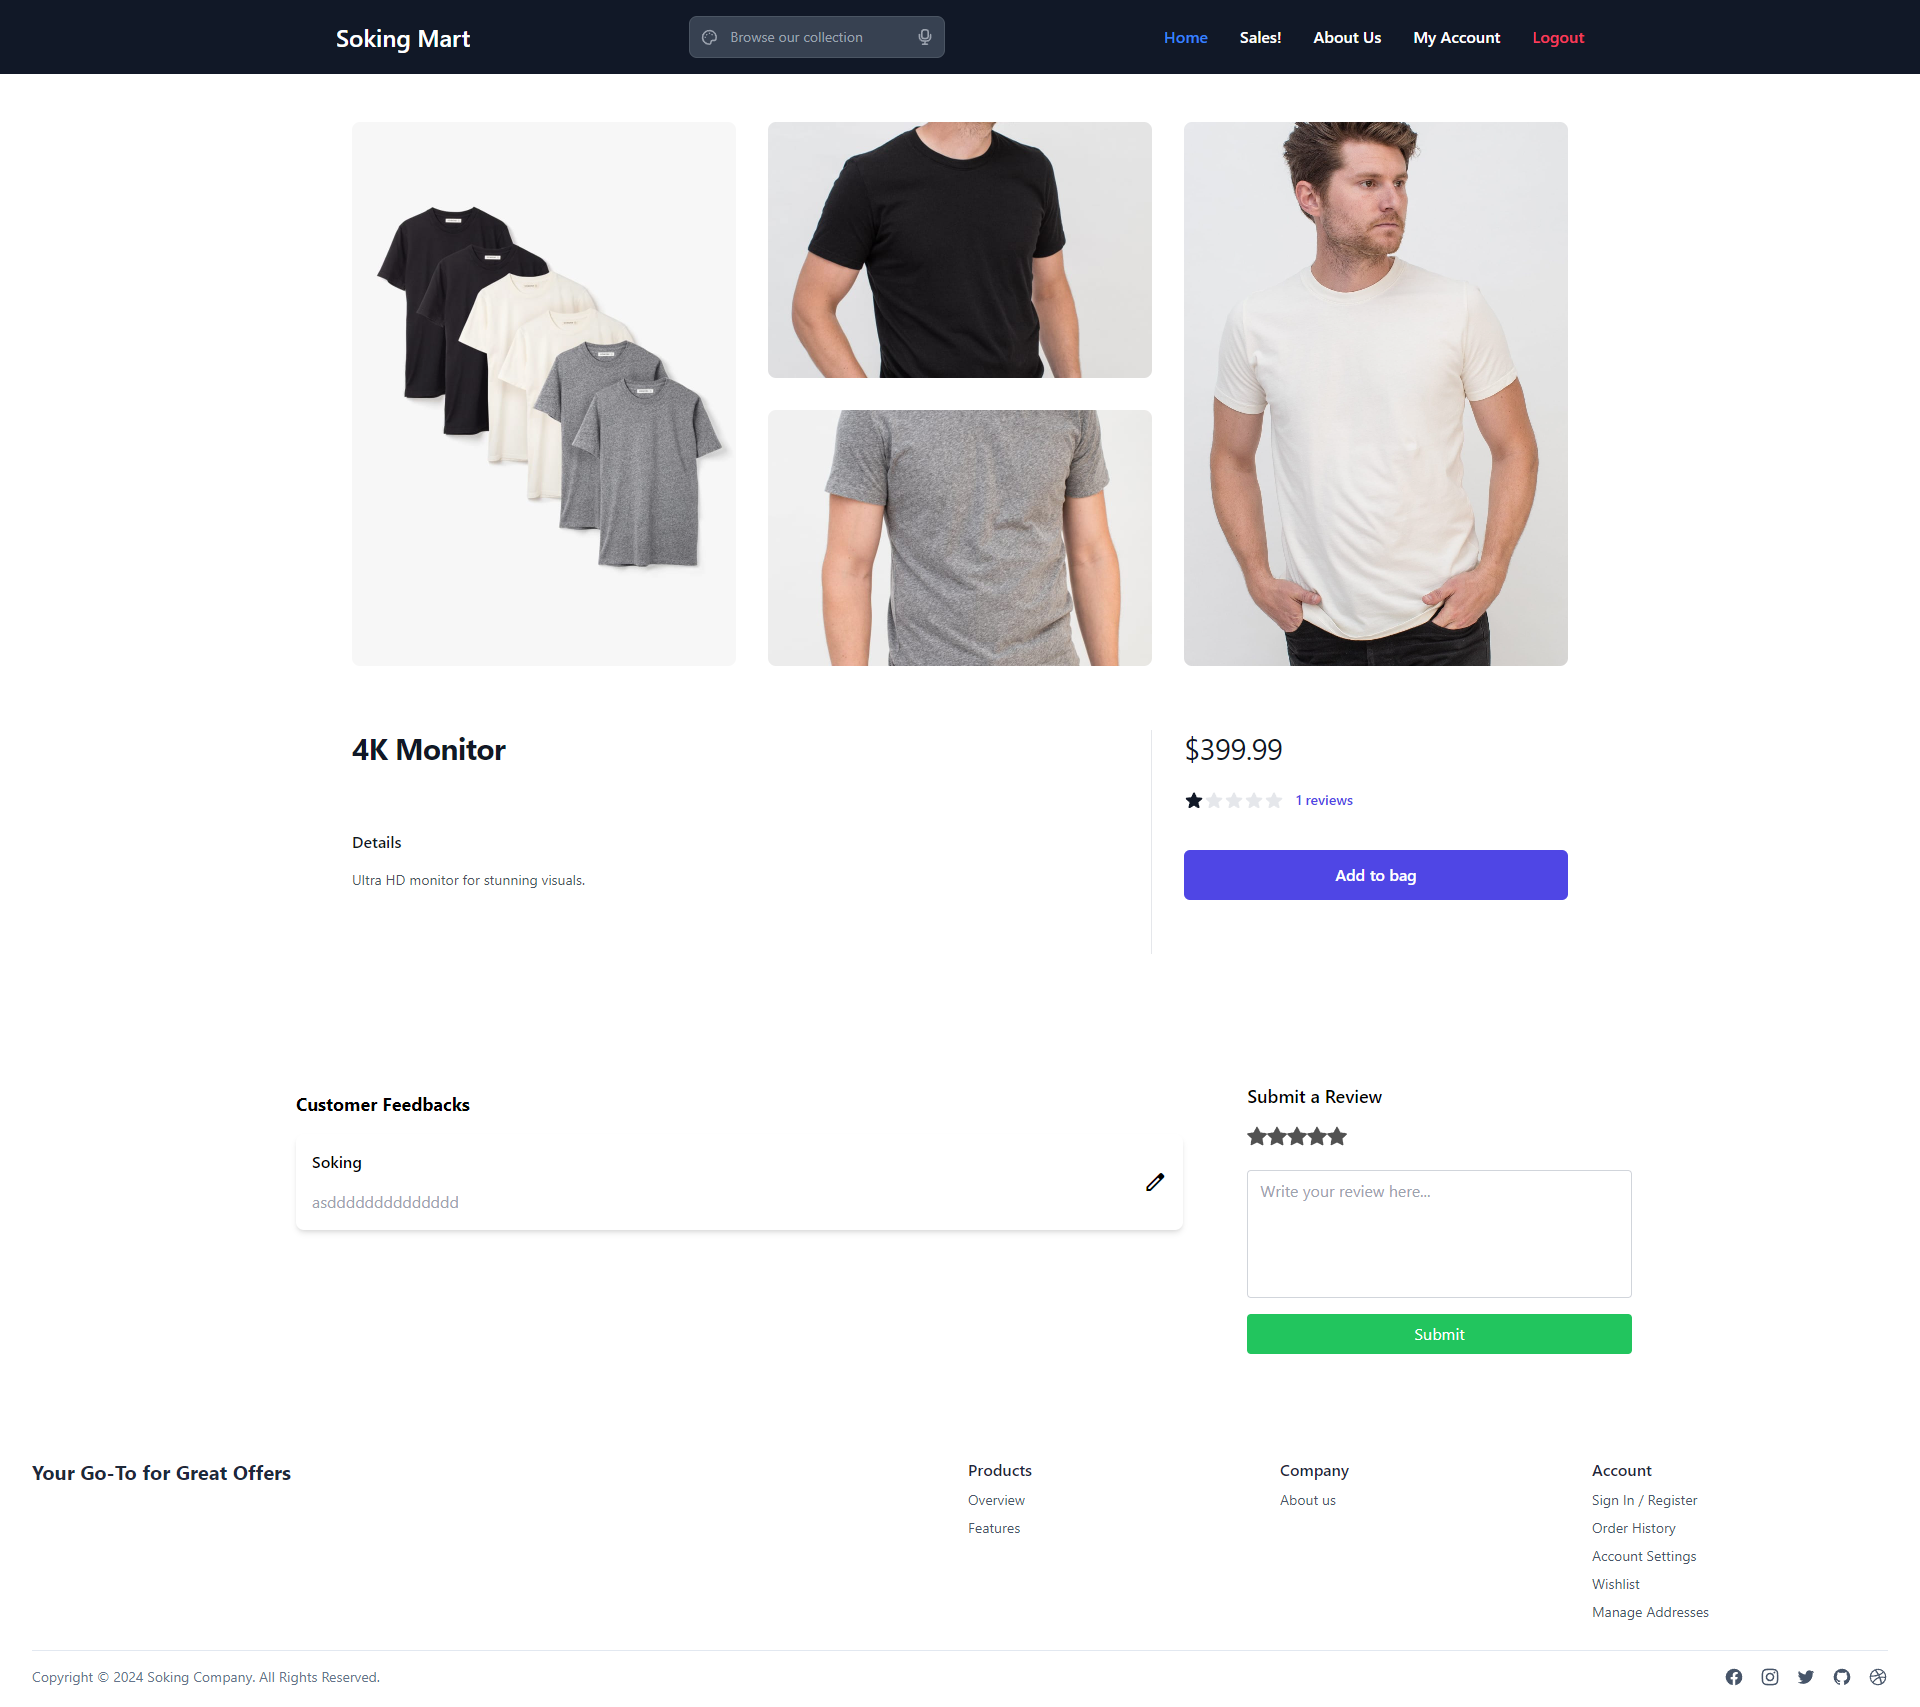 Soking Mart
Browse our collection
Home
Sales!
About Us
My Account
Logout
4K Monitor
$399.99
1 reviews
Details
Ultra HD monitor for stunning visuals.
Add to bag
Customer Feedbacks
Soking
asdddddddddddddd
Submit a Review
Write your review here...
Submit
Your Go-To for Great Offers
Products
Overview
Features
Company
About us
Account
Sign In / Register
Order History
Account Settings
Wishlist
Manage Addresses
Copyright © 2024 Soking Company. All Rights Reserved.